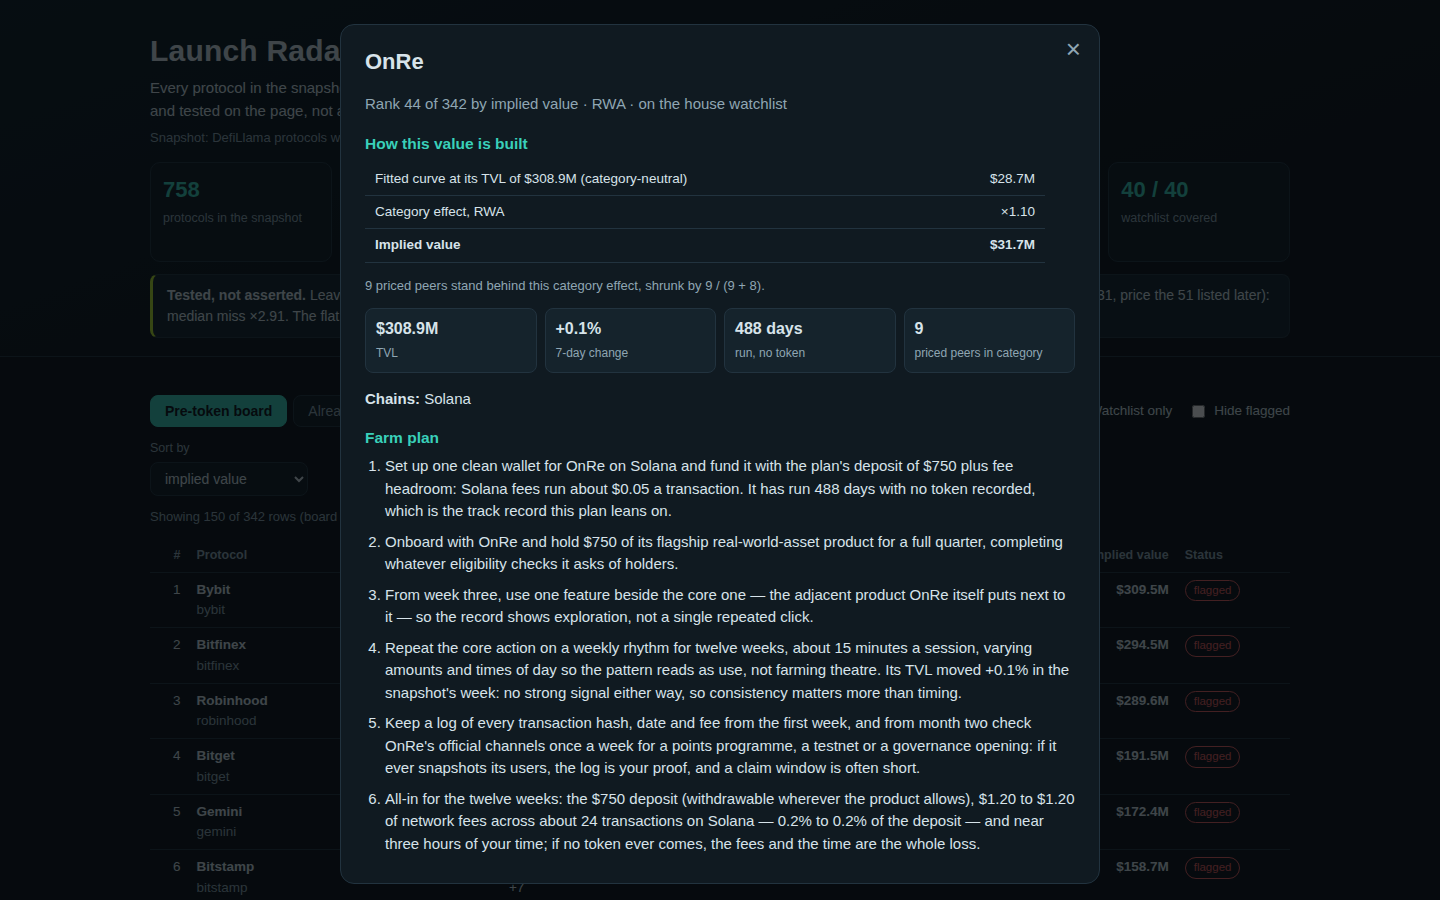 Launch Rada
Every protocol in the snapsh
and tested on the page, not a
Snapshot: DefiLlama protocols w
758
protocols in the snapshot
40 / 40
watchlist covered
Tested, not asserted. Leav
31, price the 51 listed later):
median miss ×2.91. The flat
Pre-token board
Alrea
Watchlist only
Hide flagged
Sort by
implied value
Showing 150 of 342 rows (board
# Protocol
mplied value Status
1 Bybit $309.5M flagged
bybit
2 Bitfinex $294.5M flagged
bitfinex
3 Robinhood $289.6M flagged
robinhood
4 Bitget $191.5M flagged
bitget
5 Gemini $172.4M flagged
gemini
6 Bitstamp $158.7M flagged
bitstamp +7
OnRe
×
Rank 44 of 342 by implied value · RWA · on the house watchlist
How this value is built
Fitted curve at its TVL of $308.9M (category-neutral) $28.7M
Category effect, RWA ×1.10
Implied value $31.7M
9 priced peers stand behind this category effect, shrunk by 9 / (9 + 8).
$308.9M
TVL
+0.1%
7-day change
488 days
run, no token
9
priced peers in category
Chains: Solana
Farm plan
1. Set up one clean wallet for OnRe on Solana and fund it with the plan's deposit of $750 plus fee
headroom: Solana fees run about $0.05 a transaction. It has run 488 days with no token recorded,
which is the track record this plan leans on.
2. Onboard with OnRe and hold $750 of its flagship real-world-asset product for a full quarter, completing
whatever eligibility checks it asks of holders.
3. From week three, use one feature beside the core one — the adjacent product OnRe itself puts next to
it — so the record shows exploration, not a single repeated click.
4. Repeat the core action on a weekly rhythm for twelve weeks, about 15 minutes a session, varying
amounts and times of day so the pattern reads as use, not farming theatre. Its TVL moved +0.1% in the
snapshot's week: no strong signal either way, so consistency matters more than timing.
5. Keep a log of every transaction hash, date and fee from the first week, and from month two check
OnRe's official channels once a week for a points programme, a testnet or a governance opening: if it
ever snapshots its users, the log is your proof, and a claim window is often short.
6. All-in for the twelve weeks: the $750 deposit (withdrawable wherever the product allows), $1.20 to $1.20
of network fees across about 24 transactions on Solana — 0.2% to 0.2% of the deposit — and near
three hours of your time; if no token ever comes, the fees and the time are the whole loss.